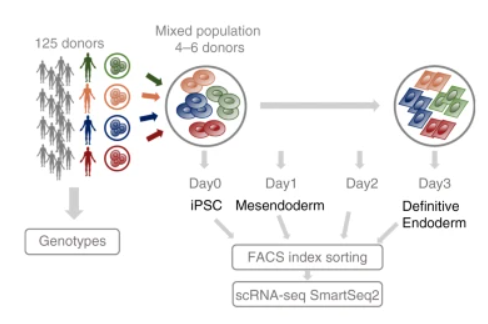 125 donors
Mixed population
4–6 donors
Day0
Day1
Day2
Day3
iPSC
Mesendoderm
Definitive
Endoderm
Genotypes
FACS index sorting
scRNA-seq SmartSeq2